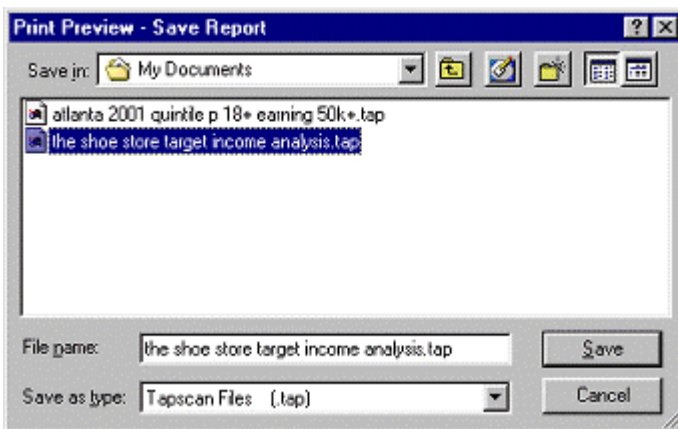 Print Preview - Save Report
Save in: My Documents
atlanta 2001 quintile p 18+ earning 50k+.tap
the shoe store target income analysis.tap
File name: the shoe store target income analysis.tap Save
Save as type: Tapscan Files (.tap) Cancel